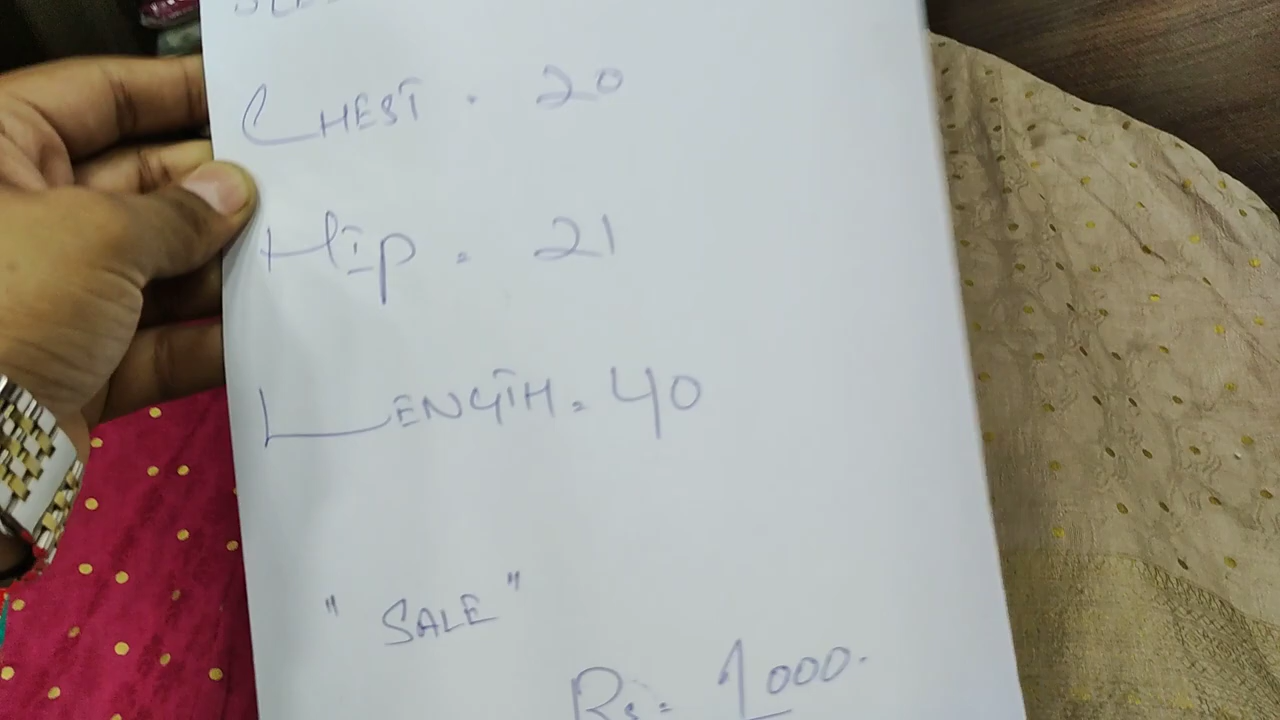 CHEST. 20
HIP. 21
LENGTH. 40
"SALE"
Rs. 1000.